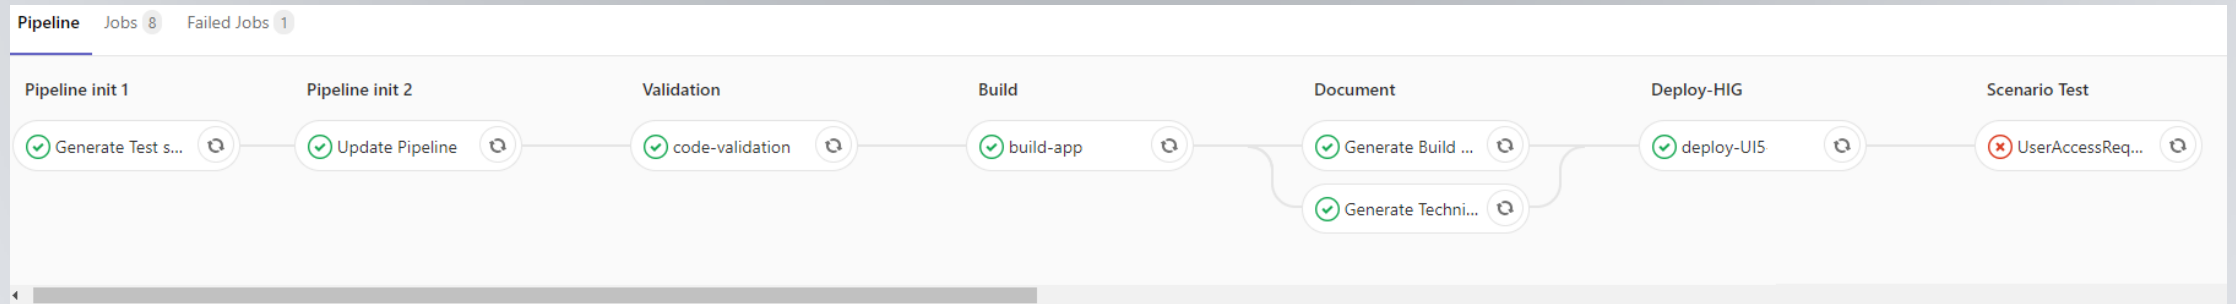 Pipeline Jobs 8 Failed Jobs 1
Pipeline init 1
Pipeline init 2
Validation
Build
Document
Deploy-HIG
Scenario Test
Generate Test s...
Update Pipeline
code-validation
build-app
Generate Build ...
deploy-UI5
UserAccessReq...
Generate Techni...